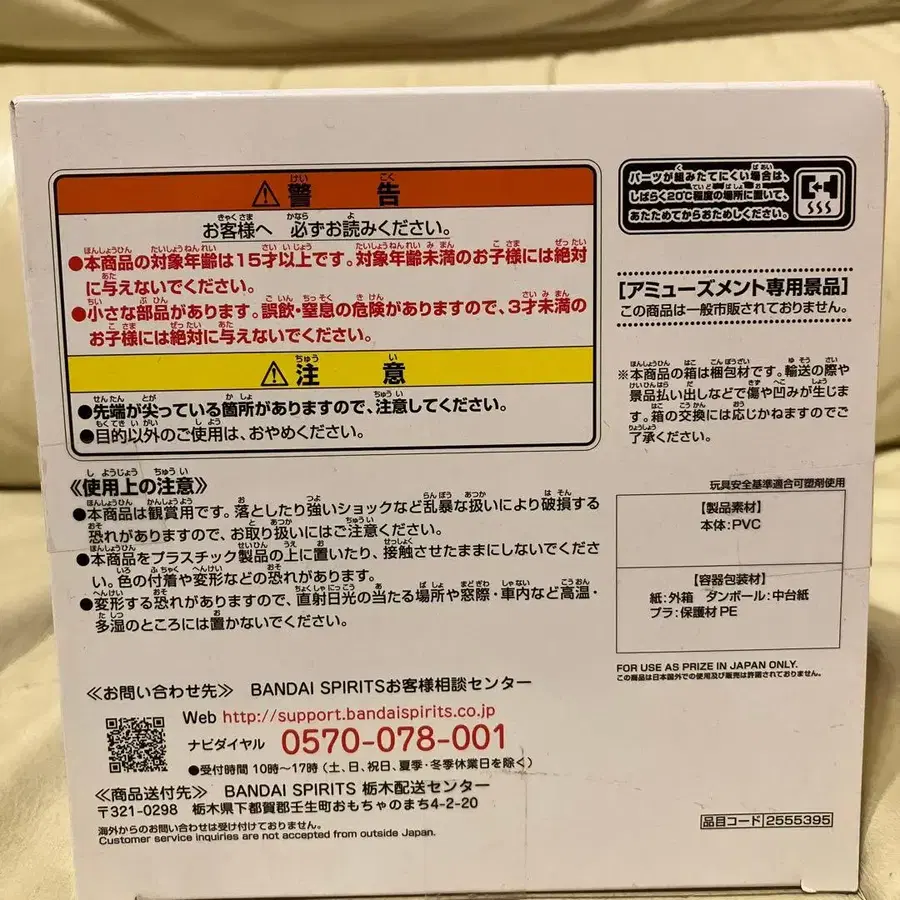 ⚠警告
お客様へ 必ずお読みください。
●本商品の対象年齢は15才以上です。対象年齢未満のお子様には絶対
に与えないでください。
●小さな部品があります。誤飲・窒息の危険がありますので、3才未満の
お子様には絶対に与えないでください。
⚠注意
●先端が尖っている箇所がありますので、注意してください。
●目的以外のご使用は、おやめください。
パーツが組みたてにくい場合は、
しばらく20℃程度の場所に置いて、
あたためてからおためしください。
[アミューズメント専用景品]
この商品は一般市販されておりません。
※本商品の箱は梱包材です。輸送の際や
景品払い出しなどで傷や凹みが生じま
す。箱の交換には応じかねますのでご
了承ください。
《使用上の注意》
●本商品は観賞用です。落としたり強いショックなど乱暴な扱いにより破損する
恐れがありますので、お取り扱いにはご注意ください。
●本商品をプラスチック製品の上に置いたり、接触させたままにしないでくださ
い。色の付着や変形などの恐れがあります。
●変形する恐れがありますので、直射日光の当たる場所や窓際・車内など高温・
多湿のところには置かないでください。
玩具安全基準適合可塑剤使用
【製品素材】
本体:PVC
【容器包装材】
紙:外箱 ダンボール:中台紙
プラ:保護材PE
FOR USE AS PRIZE IN JAPAN ONLY.
この商品は日本国外での使用及び販売は許諾されておりません。
≪お問い合わせ先≫ BANDAI SPIRITSお客様相談センター
Web http://support.bandaispirits.co.jp
ナビダイヤル 0570-078-001
●受付時間 10時~17時(土、日、祝日、夏季・冬季休業日を除く)
≪商品送付先≫ BANDAI SPIRITS 栃木配送センター
〒321-0298 栃木県下都賀郡壬生町おもちゃのまち4-2-20
海外からのお問い合わせは受け付けておりません。
Customer service inquiries are not accepted from outside Japan.
品目コード 2555395